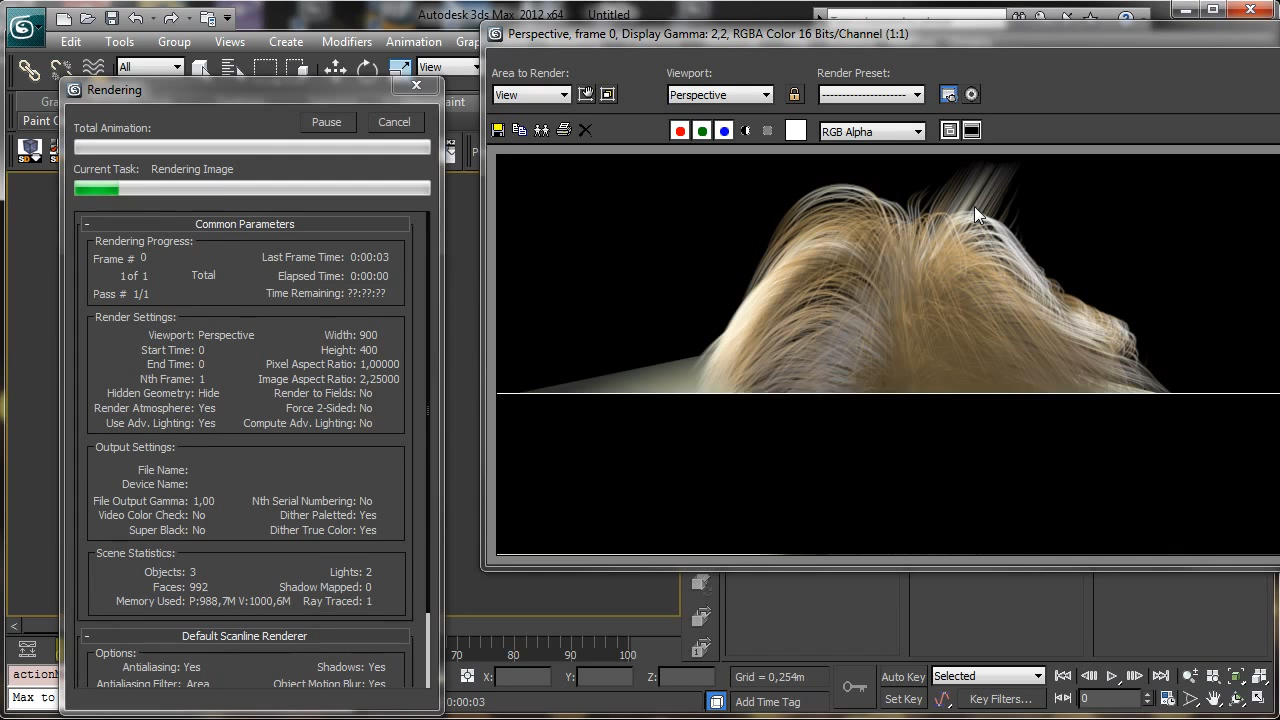 Autodesk 3ds Max 2012 x64 Untitled
Edit Tools Group Views Create Modifiers Animation
All
View
Rendering
Total Animation:
Pause
Cancel
Current Task: Rendering Image
- Common Parameters
Rendering Progress:
Frame # 0
Last Frame Time: 0:00:03
1 of 1 Total
Elapsed Time: 0:00:00
Pass # 1/1
Time Remaining: ??:??:??
Render Settings:
Viewport: Perspective
Width: 900
Start Time: 0
Height: 400
End Time: 0
Pixel Aspect Ratio: 1,00000
Nth Frame: 1
Image Aspect Ratio: 2,25000
Hidden Geometry: Hide
Render to Fields: No
Render Atmosphere: Yes
Force 2-Sided: No
Use Adv. Lighting: Yes
Compute Adv. Lighting: No
Output Settings:
File Name:
Device Name:
File Output Gamma: 1,00
Nth Serial Numbering: No
Video Color Check: No
Dither Paletted: Yes
Super Black: No
Dither True Color: Yes
Scene Statistics:
Objects: 3
Lights: 2
Faces: 992
Shadow Mapped: 0
Memory Used: P:988,7M V:1000,6M
Ray Traced: 1
- Default Scanline Renderer
Options:
Antialiasing: Yes
Shadows: Yes
Antialiasing Filter: Area
Object Motion Blur: Yes
Perspective, frame 0, Display Gamma: 2,2, RGBA Color 16 Bits/Channel (1:1)
Area to Render:
Viewport:
Render Preset:
View
Perspective
RGB Alpha
70 80 90 100
X:
Y:
Z:
Grid = 0,254m
Auto Key
Selected
Max to
0:00:03
Add Time Tag
Set Key
Key Filters...
0